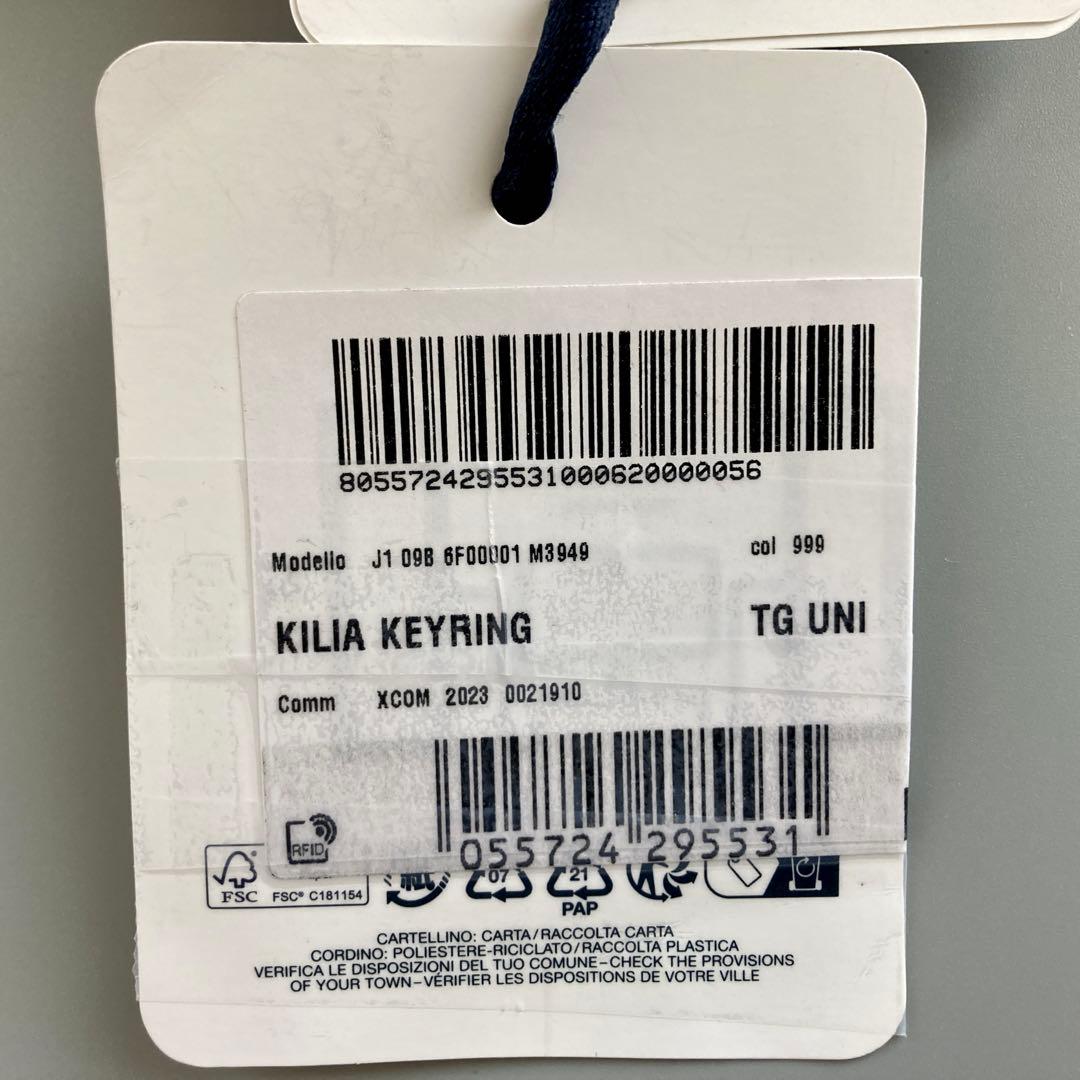 8055724295531000620000056
Modello J1 09B 6F00001 M3949 col 999
KILIA KEYRING TG UNI
Comm XCOM 2023 0021910
055724 295531
RFID
FSC FSC® C181154 紙 07 21
PAP
CARTELLINO: CARTA/RACCOLTA CARTA
CORDINO: POLIESTERE-RICICLATO/RACCOLTA PLASTICA
VERIFICA LE DISPOSIZIONI DEL TUO COMUNE–CHECK THE PROVISIONS
OF YOUR TOWN–VÉRIFIER LES DISPOSITIONS DE VOTRE VILLE